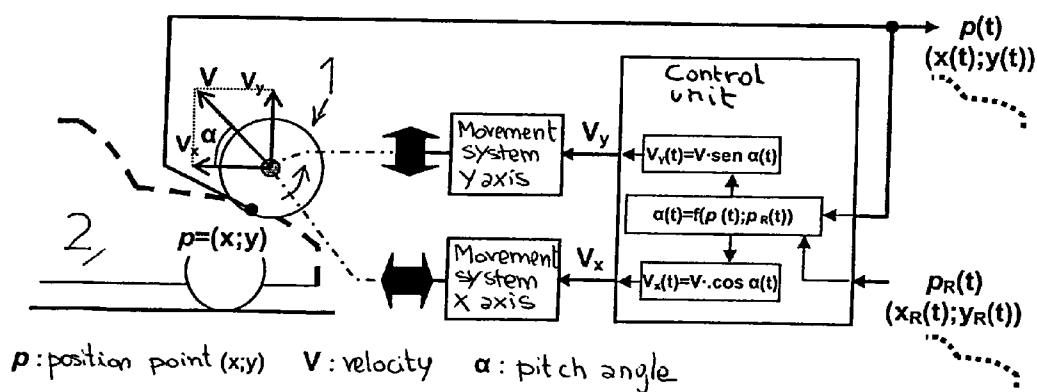 p(t)
(x(t);y(t))
Control
unit
1
V
Vy
Vx
α
Movement
system
Y axis
Vy
Vy(t)=V·sen α(t)
α(t)=f(p(t);pR(t))
2,
p=(x;y)
Movement
system
X axis
Vx
Vx(t)=V·.cos α(t)
pR(t)
(xR(t);yR(t))
p: position point (x;y) V: velocity α: pitch angle